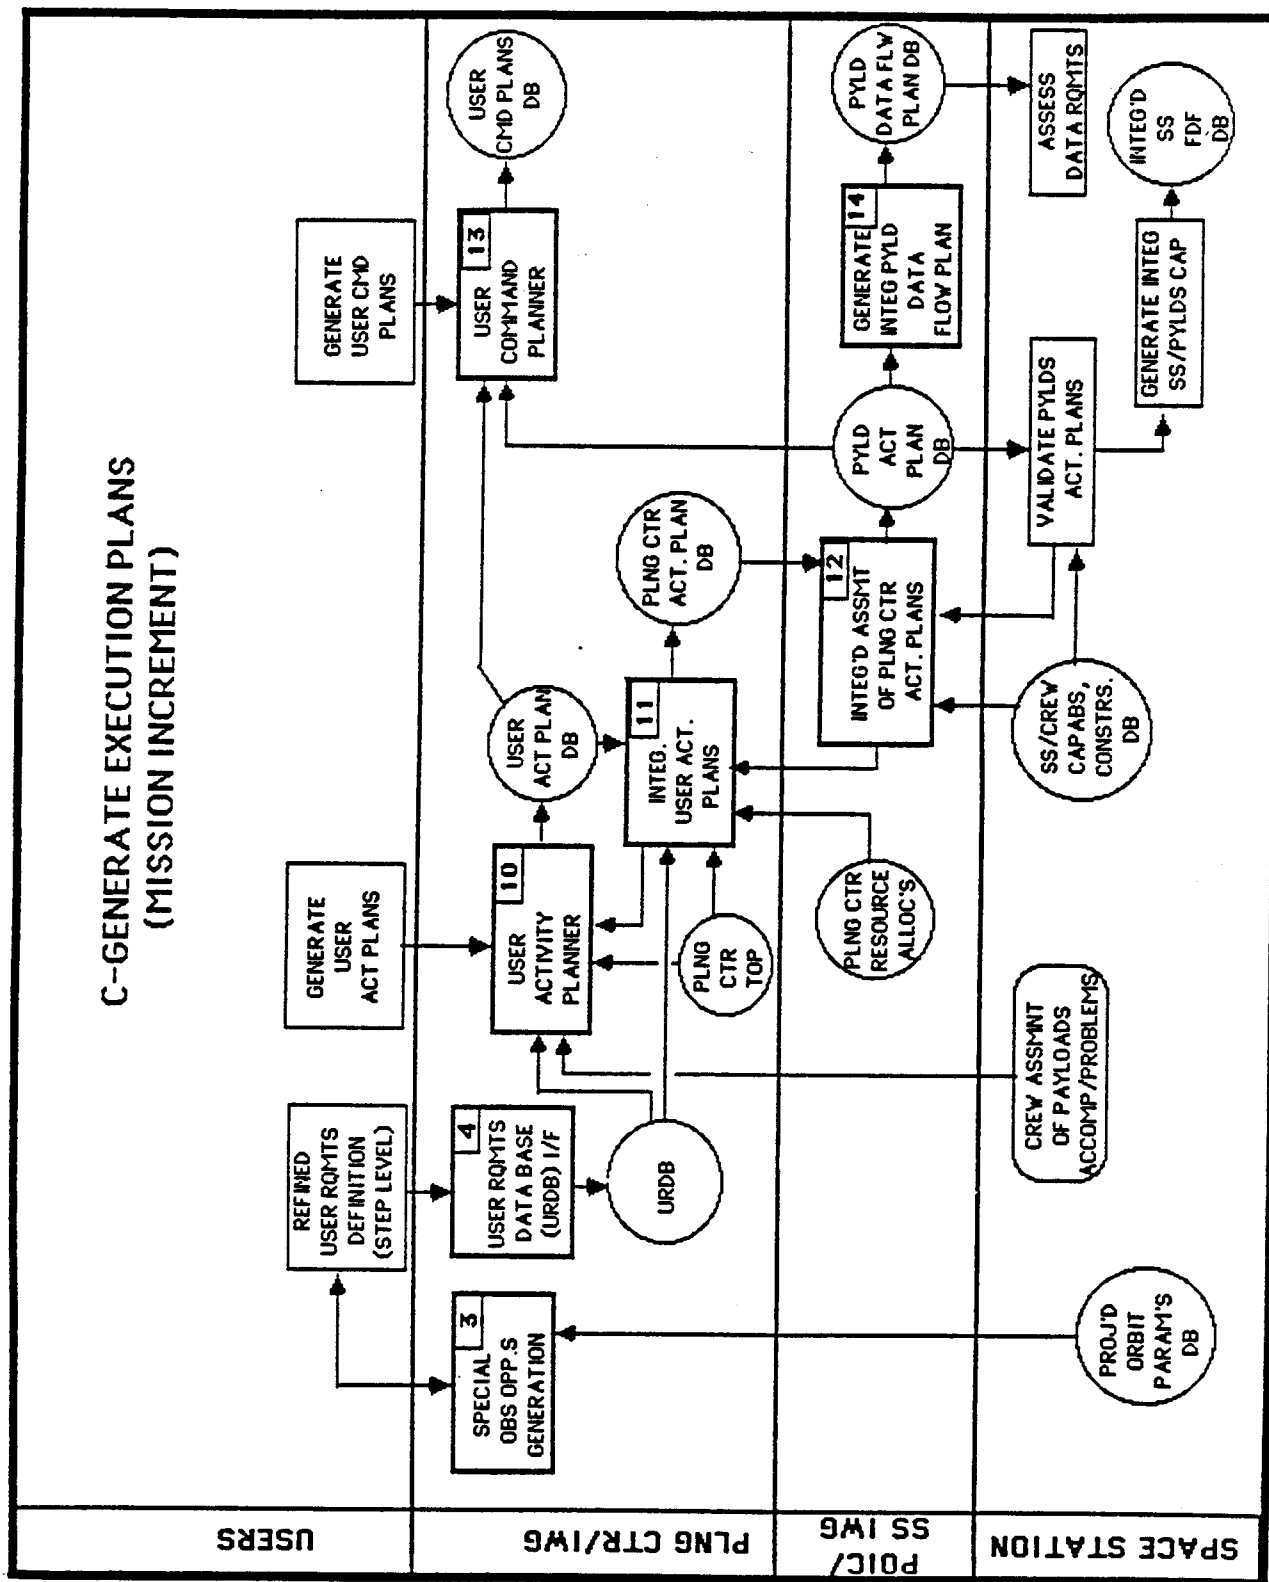 C-GENERATE EXECUTION PLANS
(MISSION INCREMENT)
USERS
REFINED
USER RQMTS
DEFINITION
(STEP LEVEL)
GENERATE
USER
ACT PLANS
GENERATE
USER CMD
PLANS
PLNG CTR/IWG
3
SPECIAL
OBS OPP.S
GENERATION
4
USER RQMTS
DATA BASE
(URDB) I/F
URDB
10
USER
ACTIVITY
PLANNER
PLNG
CTR
TOP
USER
ACT PLAN
DB
11
INTEG.
USER ACT.
PLANS
PLNG CTR
ACT. PLAN
DB
13
USER
COMMAND
PLANNER
USER
CMD PLANS
DB
POIC/
SS IWG
PLNG CTR
RESOURCE
ALLOC'S
12
INTEG'D ASSMT
OF PLNG CTR
ACT. PLANS
PYLD
ACT
PLAN
DB
14
GENERATE
INTEG PYLD
DATA
FLOW PLAN
PYLD
DATA FLW
PLAN DB
SPACE STATION
PROJ'D
ORBIT
PARAM'S
DB
CREW ASSMNT
OF PAYLOADS
ACCOMP/PROBLEMS
SS/CREW
CAPABS,
CONSTRS.
DB
VALIDATE PYLDS
ACT. PLANS
GENERATE INTEG
SS/PYLDS CAP
ASSESS
DATA RQMTS
INTEG'D
SS
FDF
DB